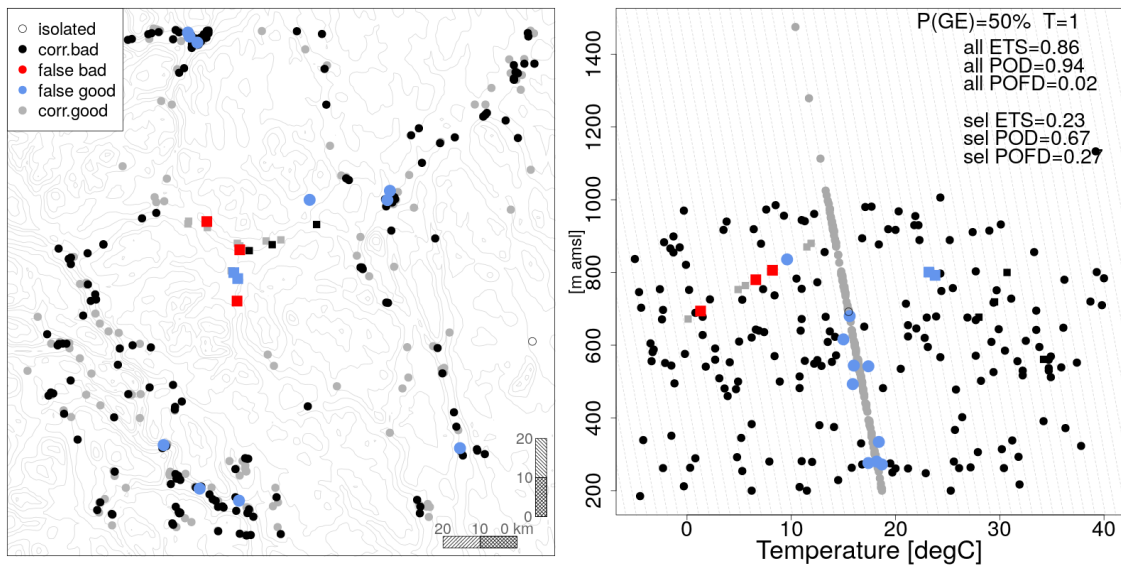 isolated
corr.bad
false bad
false good
corr.good
20
10
0
20 10 0 km
P(GE)=50% T=1
all ETS=0.86
all POD=0.94
all POFD=0.02
sel ETS=0.23
sel POD=0.67
sel POFD=0.27
[m amsl]
1400
1200
1000
800
600
400
200
0 10 20 30 40
Temperature [degC]